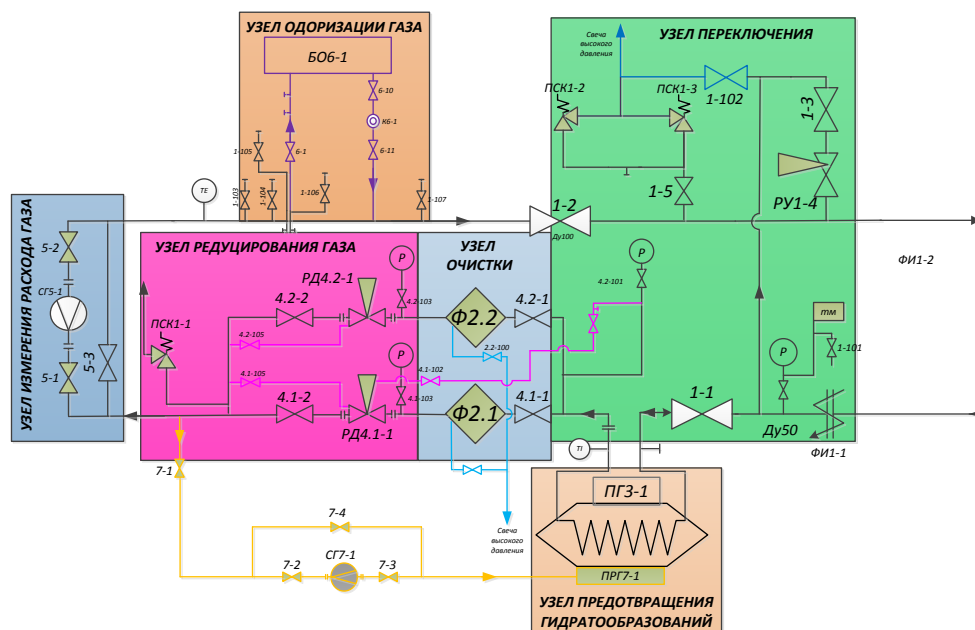 УЗЕЛ ОДОРИЗАЦИИ ГАЗА
БО6-1
6-10
К6-1
6-11
6-1
1-105
1-103
1-104
1-106
1-107
TE
УЗЕЛ ПЕРЕКЛЮЧЕНИЯ
Свеча
высокого
давления
ПСК1-2
ПСК1-3
1-102
1-3
1-5
РУ1-4
1-2
Ду100
ФИ1-2
4.2-101
P
тм
1-101
P
1-1
Ду50
ФИ1-1
УЗЕЛ ИЗМЕРЕНИЯ РАСХОДА ГАЗА
5-2
СГ5-1
5-1
5-3
УЗЕЛ РЕДУЦИРОВАНИЯ ГАЗА
РД4.2-1
P
4.2-103
4.2-2
ПСК1-1
4.2-105
4.1-105
4.1-102
P
4.1-103
4.1-2
РД4.1-1
УЗЕЛ
ОЧИСТКИ
Ф2.2
4.2-1
2.2-100
Ф2.1
4.1-1
TI
Свеча
высокого
давления
7-1
7-4
7-2
СГ7-1
7-3
ПГ3-1
ПРГ7-1
УЗЕЛ ПРЕДОТВРАЩЕНИЯ
ГИДРАТООБРАЗОВАНИЙ